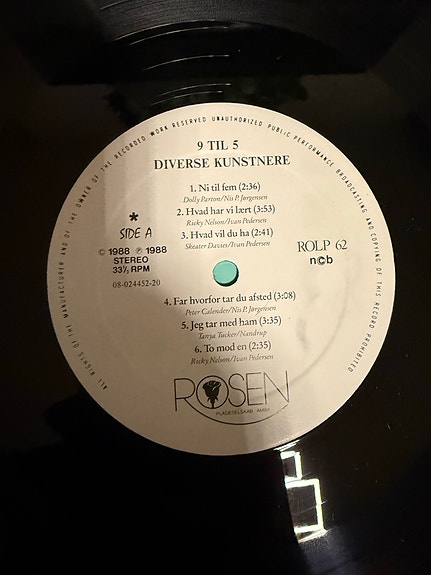 ALL RIGHTS OF THE MANUFACTURER AND OF THE OWNER OF THE RECORDED WORK RESERVED UNAUTHORIZED PUBLIC PERFORMANCE BROADCASTING AND COPYING OF THIS RECORD PROHIBITED
9 TIL 5
DIVERSE KUNSTNERE
1. Ni til fem (2:36)
Dolly Parton/Nis P. Jørgensen
2. Hvad har vi lært (3:53)
Ricky Nelson/Ivan Pedersen
3. Hvad vil du ha (2:41)
Skeater Davies/Ivan Pedersen
*
SIDE A
© 1988 ℗ 1988
STEREO
33⅓ RPM
08-024452-20
ROLP 62
n©b
4. Far hvorfor tar du afsted (3:08)
Peter Calender/Nis P. Jørgensen
5. Jeg tar med ham (3:35)
Tanya Tucker/Nandrup
6. To mod en (2:35)
Ricky Nelson/Ivan Pedersen
ROSEN
PLADESELSKAB AMBA